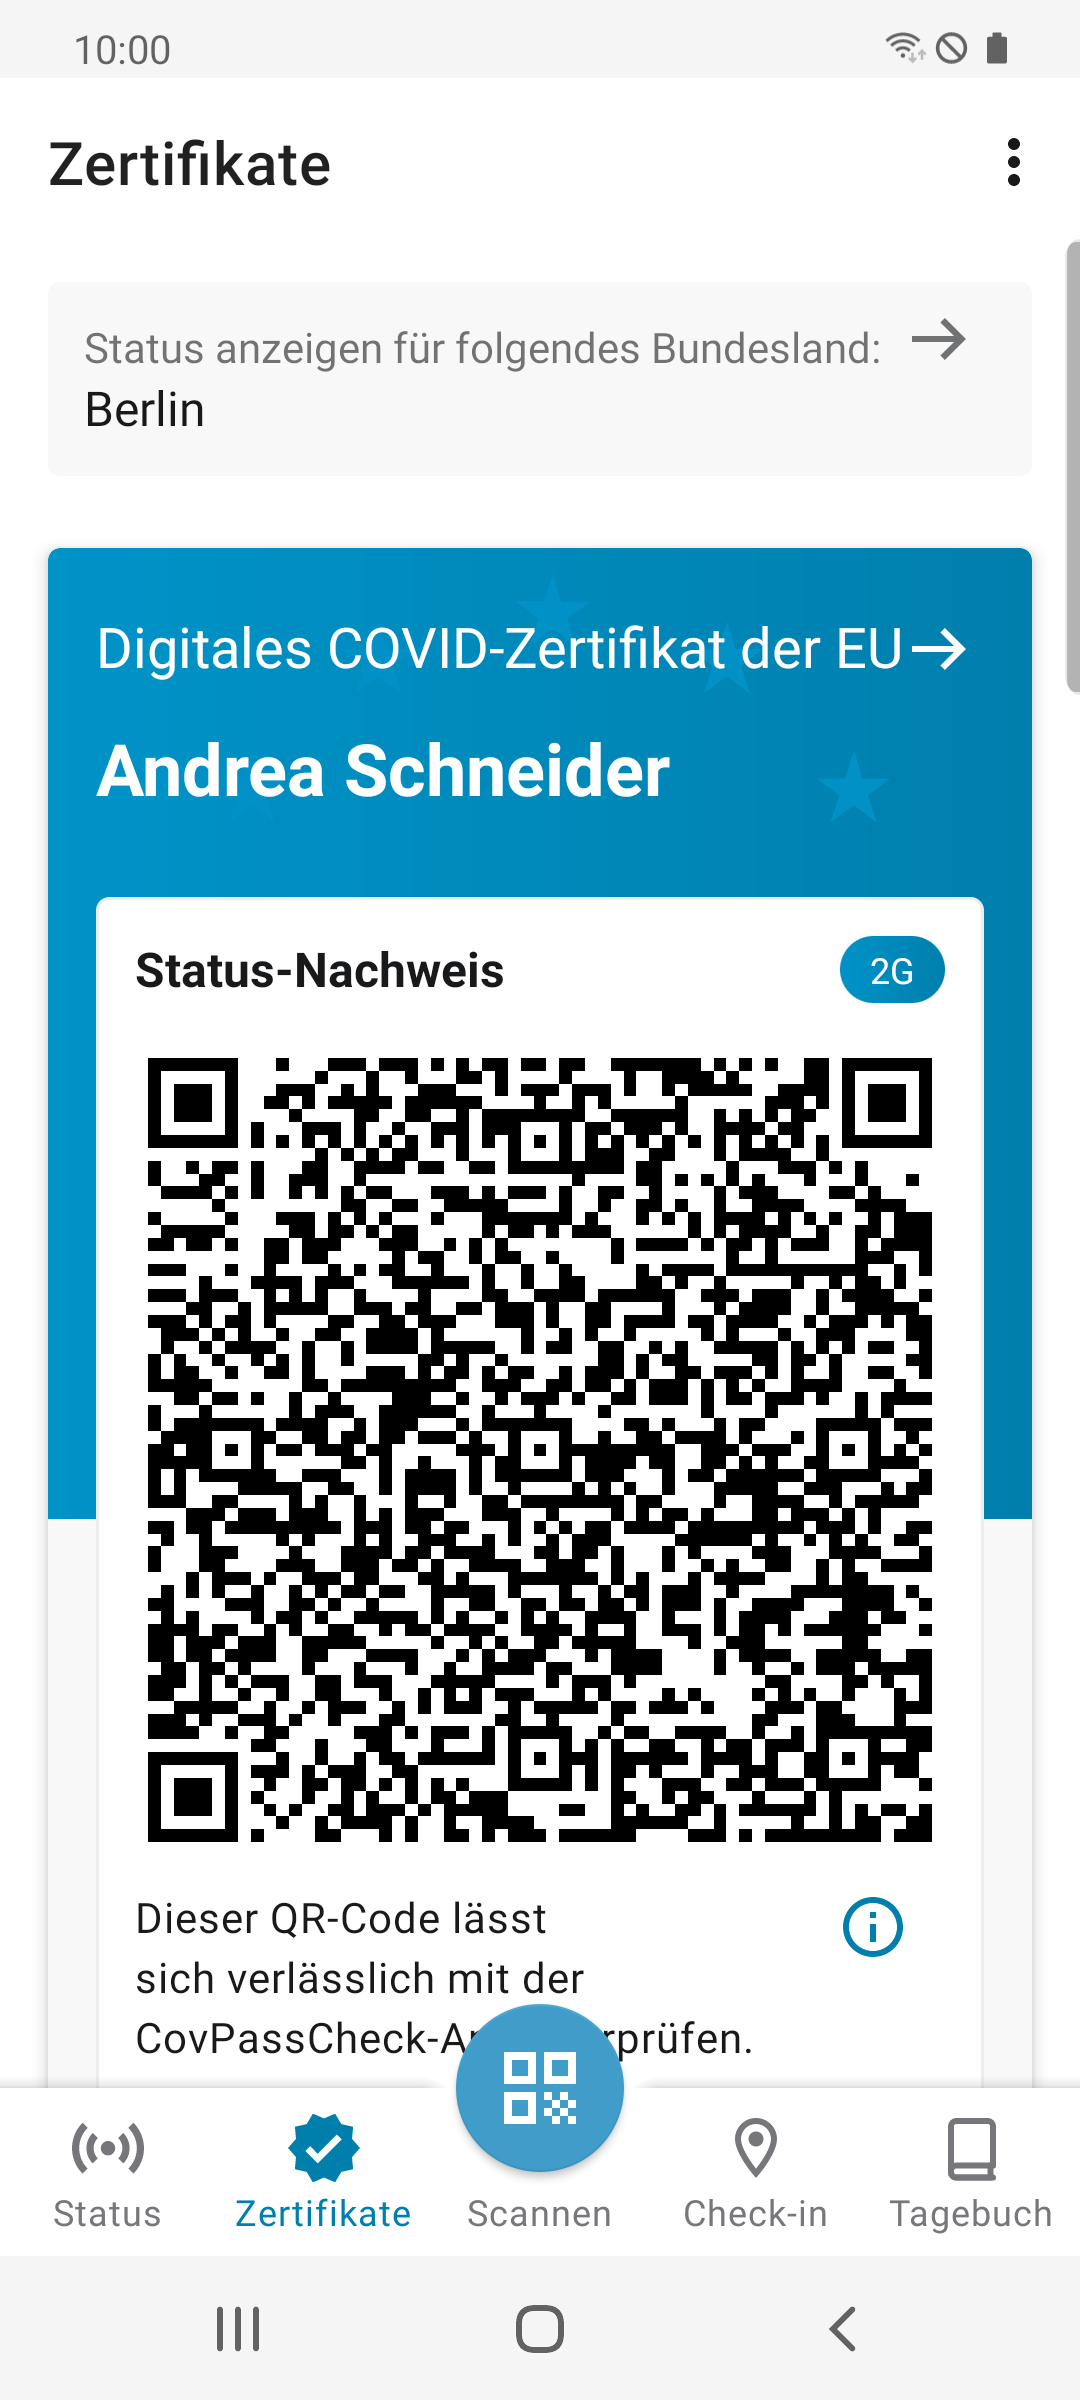 10:00
Zertifikate
Status anzeigen für folgendes Bundesland:
Berlin
Digitales COVID-Zertifikat der EU
Andrea Schneider
Status-Nachweis
2G
Dieser QR-Code lässt
sich verlässlich mit der
CovPassCheck-A rprüfen.
Status
Zertifikate
Scannen
Check-in
Tagebuch